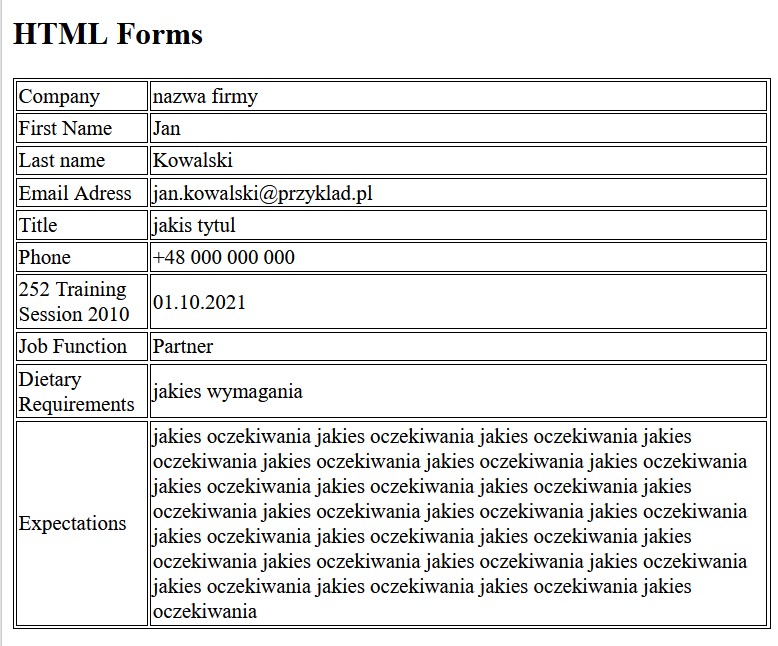 HTML Forms
Company nazwa firmy
First Name Jan
Last name Kowalski
Email Adress jan.kowalski@przyklad.pl
Title jakis tytul
Phone +48 000 000 000
252 Training
Session 2010
01.10.2021
Job Function Partner
Dietary
Requirements
jakies wymagania
Expectations
jakies oczekiwania jakies oczekiwania jakies oczekiwania jakies
oczekiwania jakies oczekiwania jakies oczekiwania jakies oczekiwania
jakies oczekiwania jakies oczekiwania jakies oczekiwania jakies
oczekiwania jakies oczekiwania jakies oczekiwania jakies oczekiwania
jakies oczekiwania jakies oczekiwania jakies oczekiwania jakies
oczekiwania jakies oczekiwania jakies oczekiwania jakies oczekiwania
jakies oczekiwania jakies oczekiwania jakies oczekiwania jakies
oczekiwania